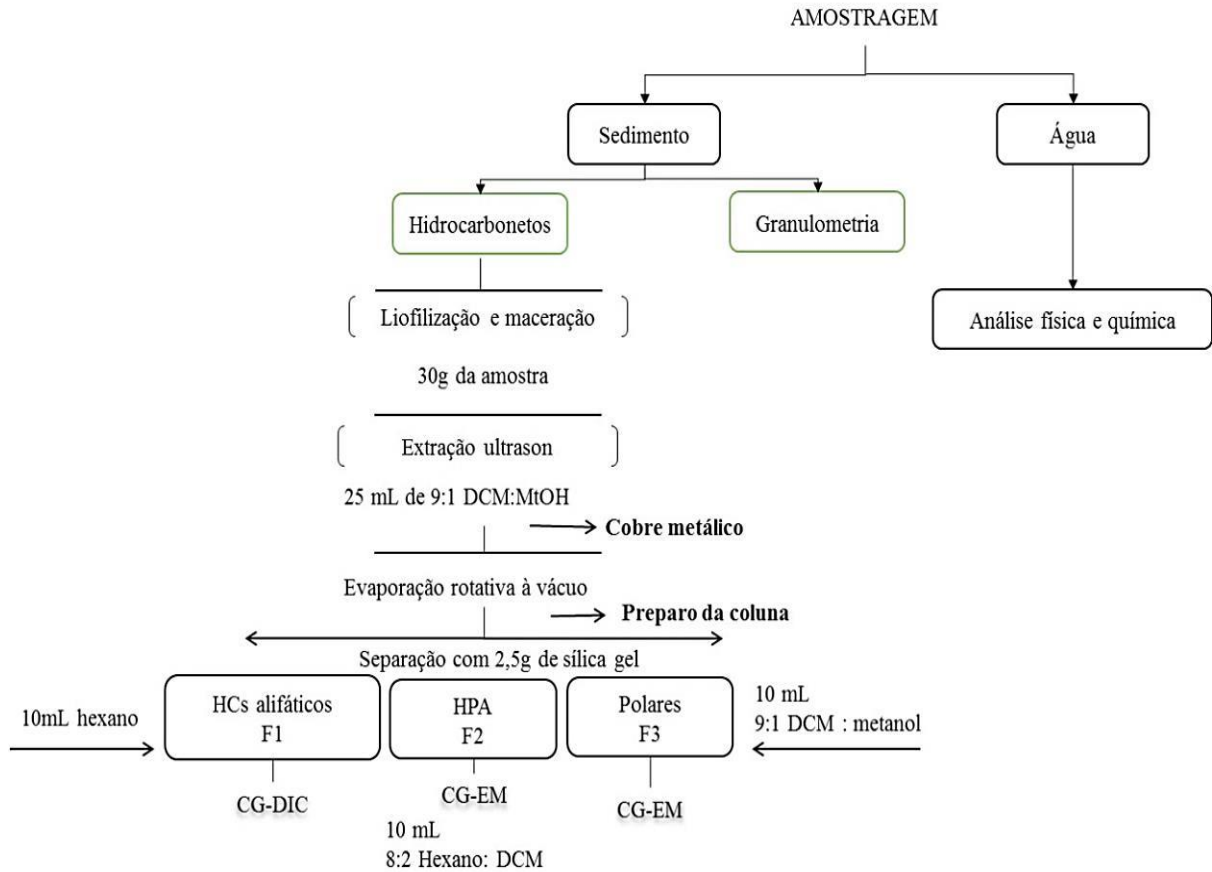 AMOSTRAGEM
Sedimento
Água
Hidrocarbonetos
Granulometria
Liofilização e maceração
Análise física e química
30g da amostra
Extração ultrason
25 mL de 9:1 DCM:MtOH
Cobre metálico
Evaporação rotativa à vácuo
Preparo da coluna
Separação com 2,5g de sílica gel
10mL hexano
HCs alifáticos
F1
HPA
F2
Polares
F3
10 mL
9:1 DCM : metanol
CG-DIC
CG-EM
CG-EM
10 mL
8:2 Hexano: DCM